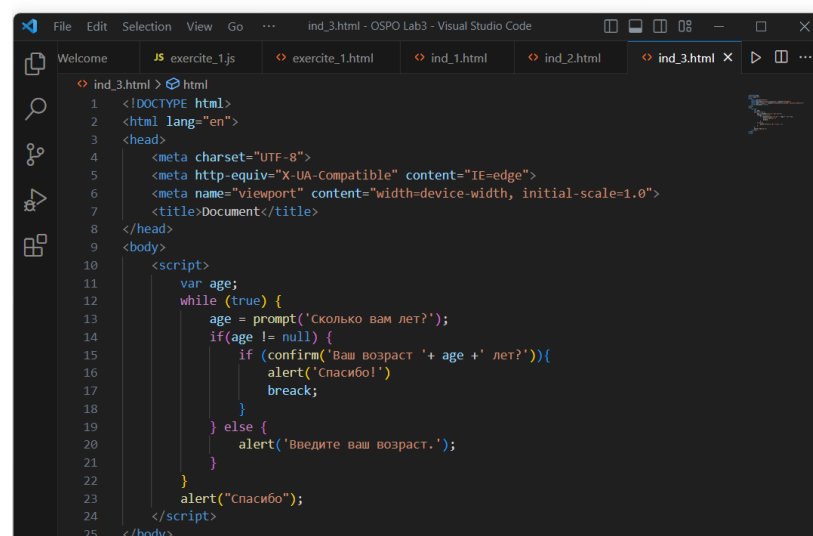 File Edit Selection View Go ··· ind_3.html - OSPO Lab3 - Visual Studio Code
Welcome JS exercite_1.js <> exercite_1.html <> ind_1.html <> ind_2.html <> ind_3.html
<> ind_3.html > html
1 <!DOCTYPE html>
2 <html lang="en">
3 <head>
4 <meta charset="UTF-8">
5 <meta http-equiv="X-UA-Compatible" content="IE=edge">
6 <meta name="viewport" content="width=device-width, initial-scale=1.0">
7 <title>Document</title>
8 </head>
9 <body>
10 <script>
11 var age;
12 while (true) {
13 age = prompt('Сколько вам лет?');
14 if(age != null) {
15 if (confirm('Ваш возраст '+ age +' лет?')){
16 alert('Спасибо!')
17 breack;
18 }
19 } else {
20 alert('Введите ваш возраст.');
21 }
22 }
23 alert("Спасибо");
24 </script>
25 </body>